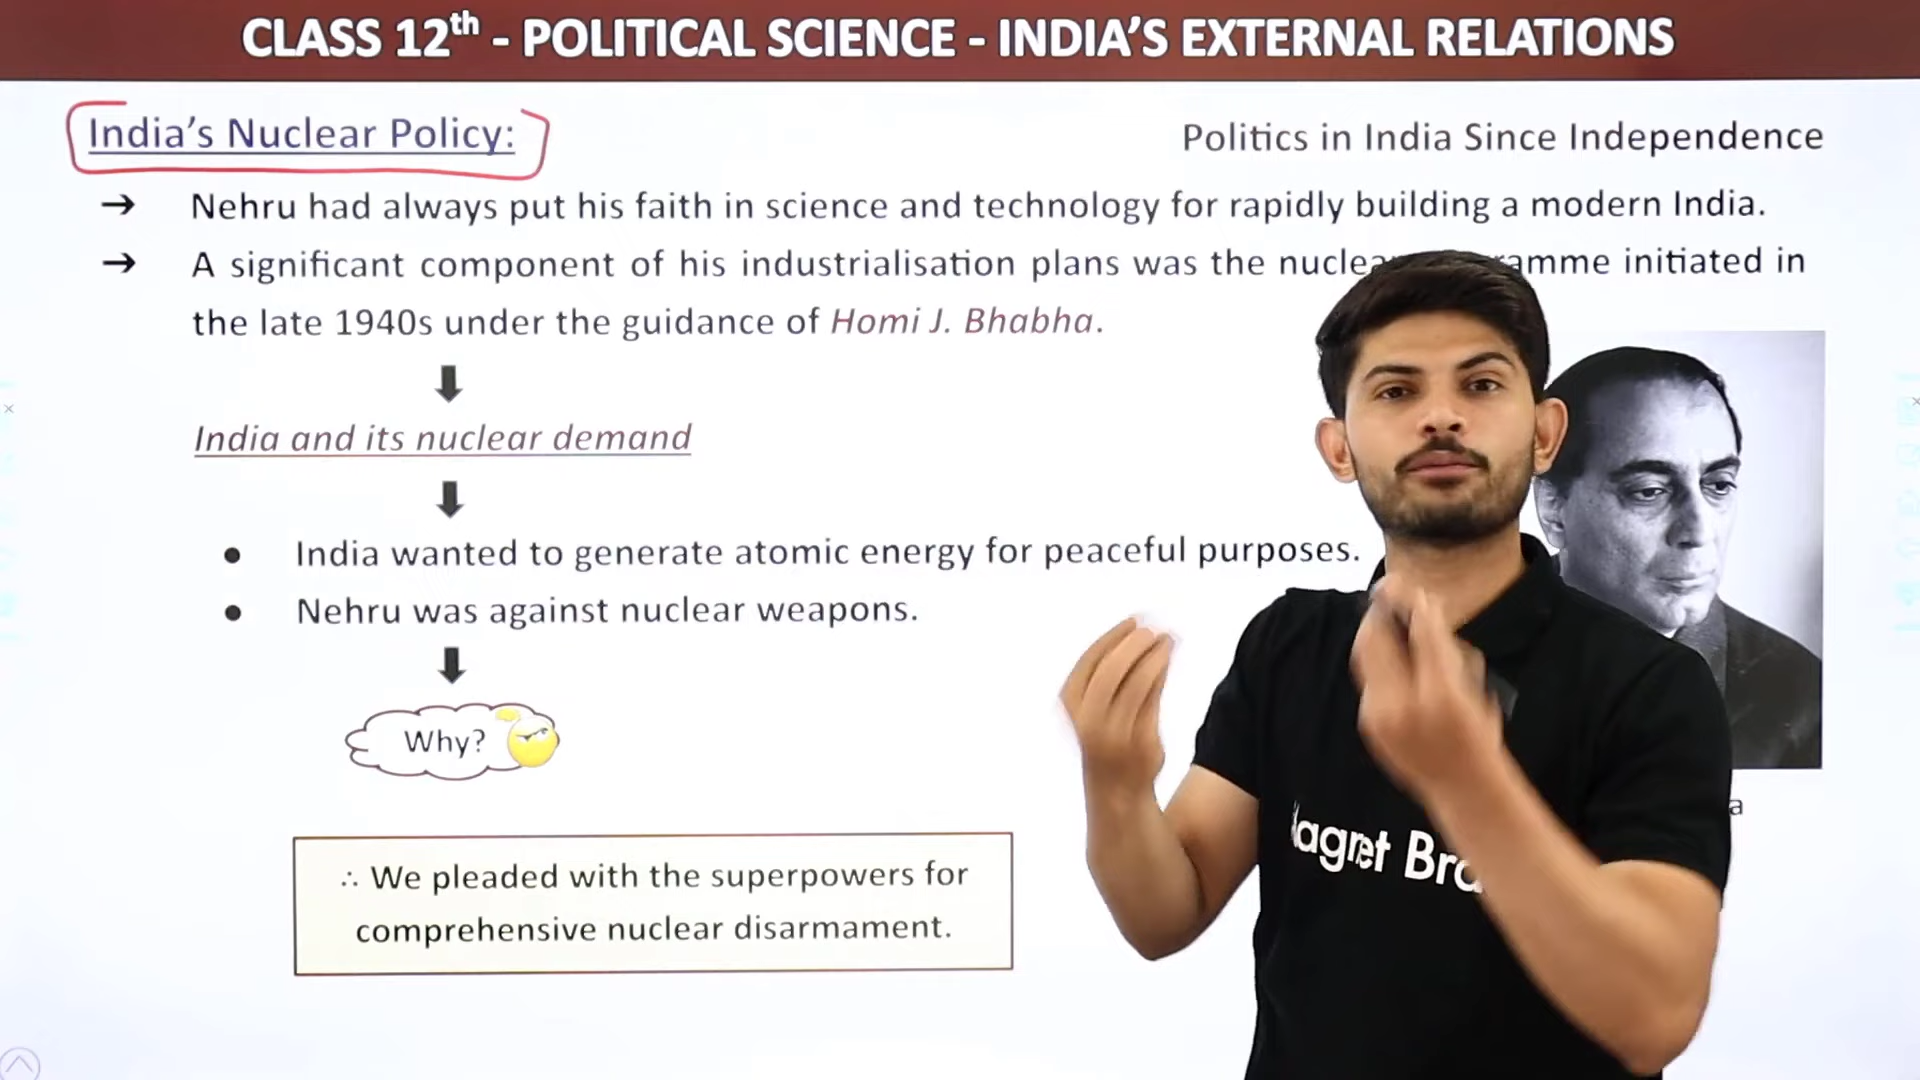 CLASS 12th - POLITICAL SCIENCE - INDIA’S EXTERNAL RELATIONS
India’s Nuclear Policy:
Politics in India Since Independence
→ Nehru had always put his faith in science and technology for rapidly building a modern India.
→ A significant component of his industrialisation plans was the initiated in
the late 1940s under the guidance of Homi J. Bhabha.
India and its nuclear demand
● India wanted to generate atomic energy for peaceful purposes.
● Nehru was against nuclear weapons.
Why?
∴ We pleaded with the superpowers for
comprehensive nuclear disarmament.